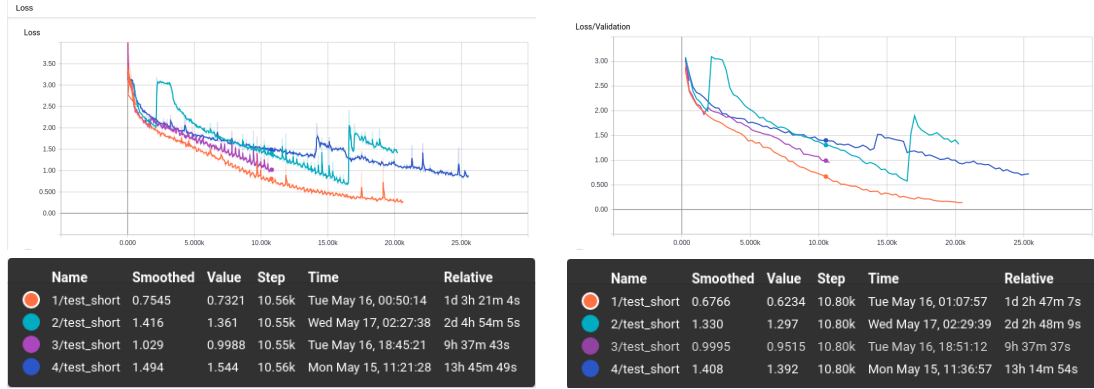 Loss
Loss
3.50
3.00
2.50
2.00
1.50
1.00
0.500
0.00
0.000 5.000k 10.00k 15.00k 20.00k 25.00k
Name Smoothed Value Step Time Relative
1/test_short 0.7545 0.7321 10.56k Tue May 16, 00:50:14 1d 3h 21m 4s
2/test_short 1.416 1.361 10.55k Wed May 17, 02:27:38 2d 4h 54m 5s
3/test_short 1.029 0.9988 10.55k Tue May 16, 18:45:21 9h 37m 43s
4/test_short 1.494 1.544 10.56k Mon May 15, 11:21:28 13h 45m 49s
Loss/Validation
3.00
2.50
2.00
1.50
1.00
0.500
0.00
0.000 5.000k 10.00k 15.00k 20.00k 25.00k
Name Smoothed Value Step Time Relative
1/test_short 0.6766 0.6234 10.80k Tue May 16, 01:07:57 1d 2h 47m 7s
2/test_short 1.330 1.297 10.80k Wed May 17, 02:29:39 2d 2h 48m 9s
3/test_short 0.9995 0.9515 10.80k Tue May 16, 18:51:12 9h 37m 37s
4/test_short 1.408 1.392 10.80k Mon May 15, 11:36:57 13h 14m 54s